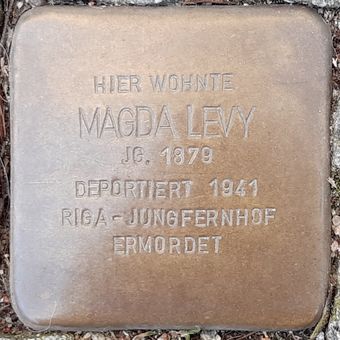 HIER WOHNTE
MAGDA LEVY
JG. 1879
DEPORTIERT 1941
RIGA-JUNGFERNHOF
ERMORDET